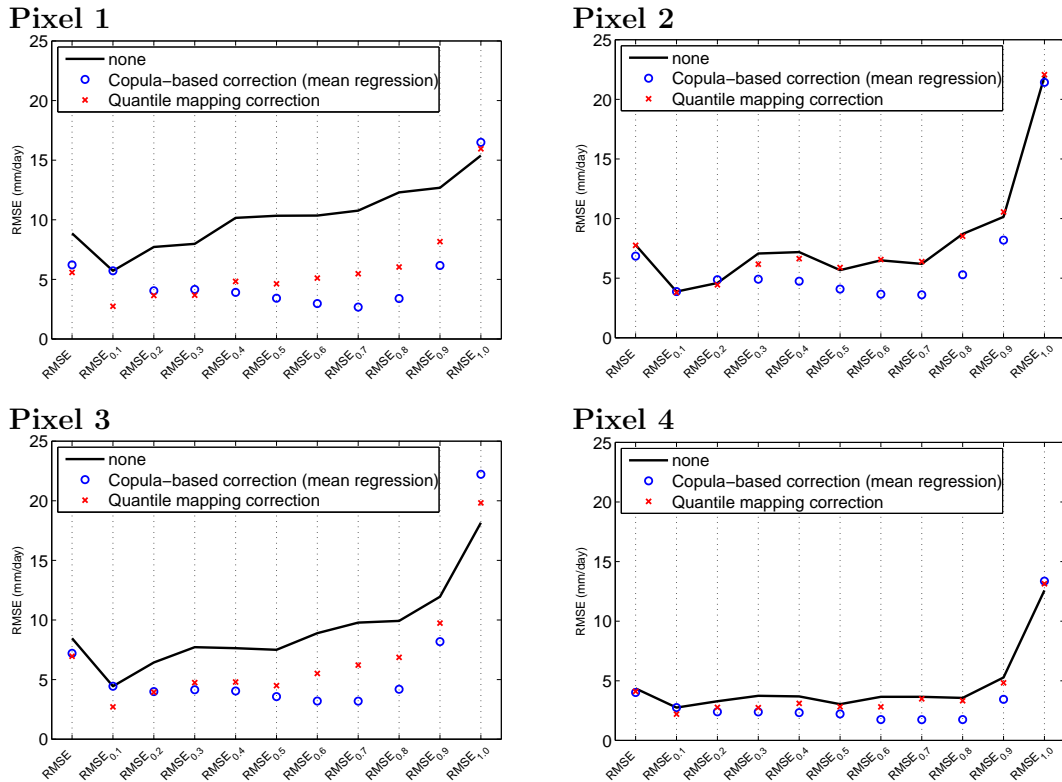 Pixel 1
25
20
15
10
5
0
RMSE (mm/day)
none
Copula-based correction (mean regression)
Quantile mapping correction
RMSE
RMSE0,1
RMSE0,2
RMSE0,3
RMSE0,4
RMSE0,5
RMSE0,6
RMSE0,7
RMSE0,8
RMSE0,9
RMSE1,0
Pixel 2
25
20
15
10
5
0
RMSE (mm/day)
none
Copula-based correction (mean regression)
Quantile mapping correction
RMSE
RMSE0,1
RMSE0,2
RMSE0,3
RMSE0,4
RMSE0,5
RMSE0,6
RMSE0,7
RMSE0,8
RMSE0,9
RMSE1,0
Pixel 3
25
20
15
10
5
0
RMSE (mm/day)
none
Copula-based correction (mean regression)
Quantile mapping correction
RMSE
RMSE0,1
RMSE0,2
RMSE0,3
RMSE0,4
RMSE0,5
RMSE0,6
RMSE0,7
RMSE0,8
RMSE0,9
RMSE1,0
Pixel 4
25
20
15
10
5
0
RMSE (mm/day)
none
Copula-based correction (mean regression)
Quantile mapping correction
RMSE
RMSE0,1
RMSE0,2
RMSE0,3
RMSE0,4
RMSE0,5
RMSE0,6
RMSE0,7
RMSE0,8
RMSE0,9
RMSE1,0